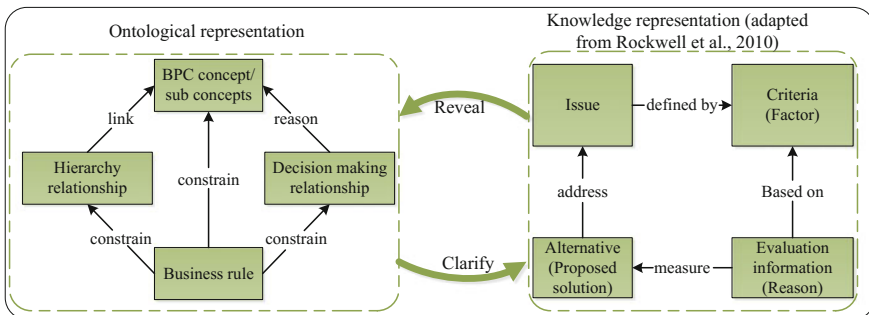 Ontological representation
Knowledge representation (adapted
from Rockwell et al., 2010)
BPC concept/
sub concepts
link
reason
Hierarchy
relationship
constrain
Decision making
relationship
constrain
constrain
Business rule
Reveal
Clarify
Issue
defined by
Criteria
(Factor)
address
Based on
Alternative
(Proposed
solution)
measure
Evaluation
information
(Reason)